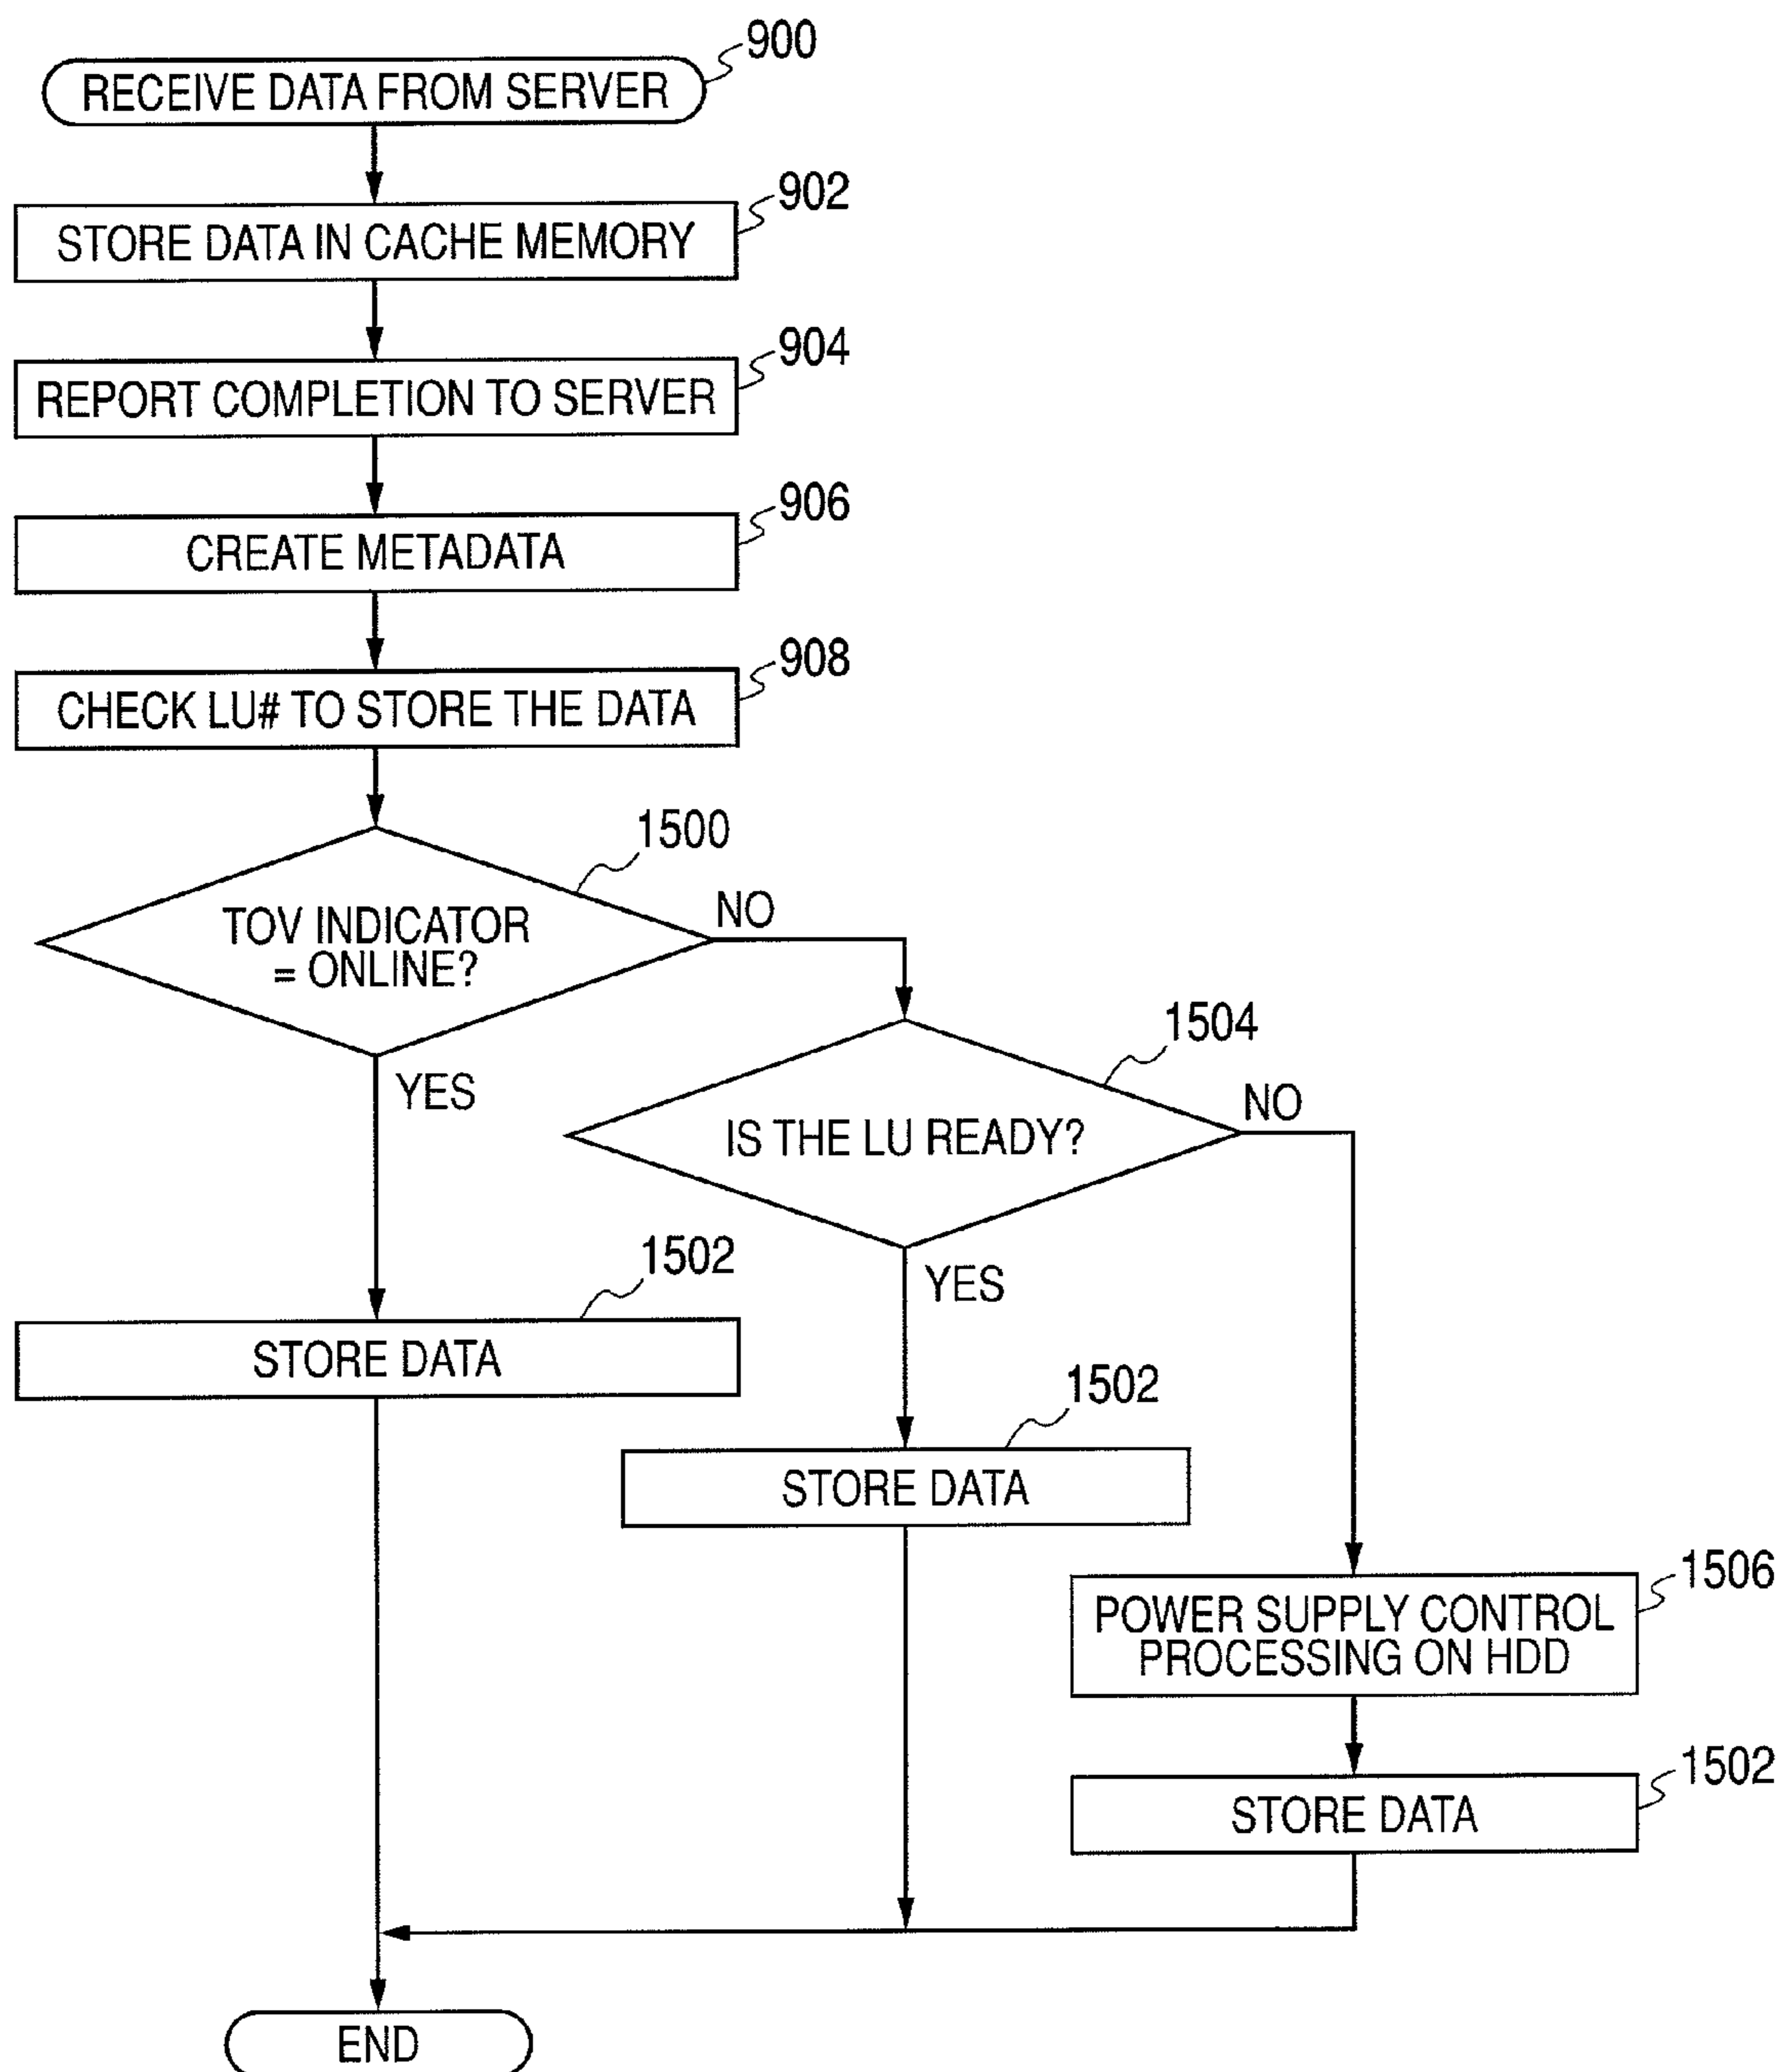 900
RECEIVE DATA FROM SERVER
902
STORE DATA IN CACHE MEMORY
904
REPORT COMPLETION TO SERVER
906
CREATE METADATA
908
CHECK LU# TO STORE THE DATA
1500
TOV INDICATOR
= ONLINE?
NO
YES
1504
IS THE LU READY?
NO
YES
1502
STORE DATA
1502
STORE DATA
1506
POWER SUPPLY CONTROL
PROCESSING ON HDD
1502
STORE DATA
END